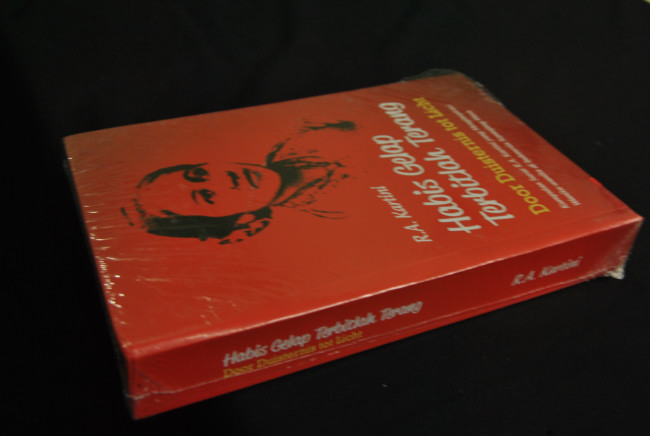 R.A. Kartini
Habis Gelap
Terbitlah Terang
Door Duisternis tot Licht
Habis Gelap Terbitlah Terang
Door Duisternis tot Licht
R.A. Kartini